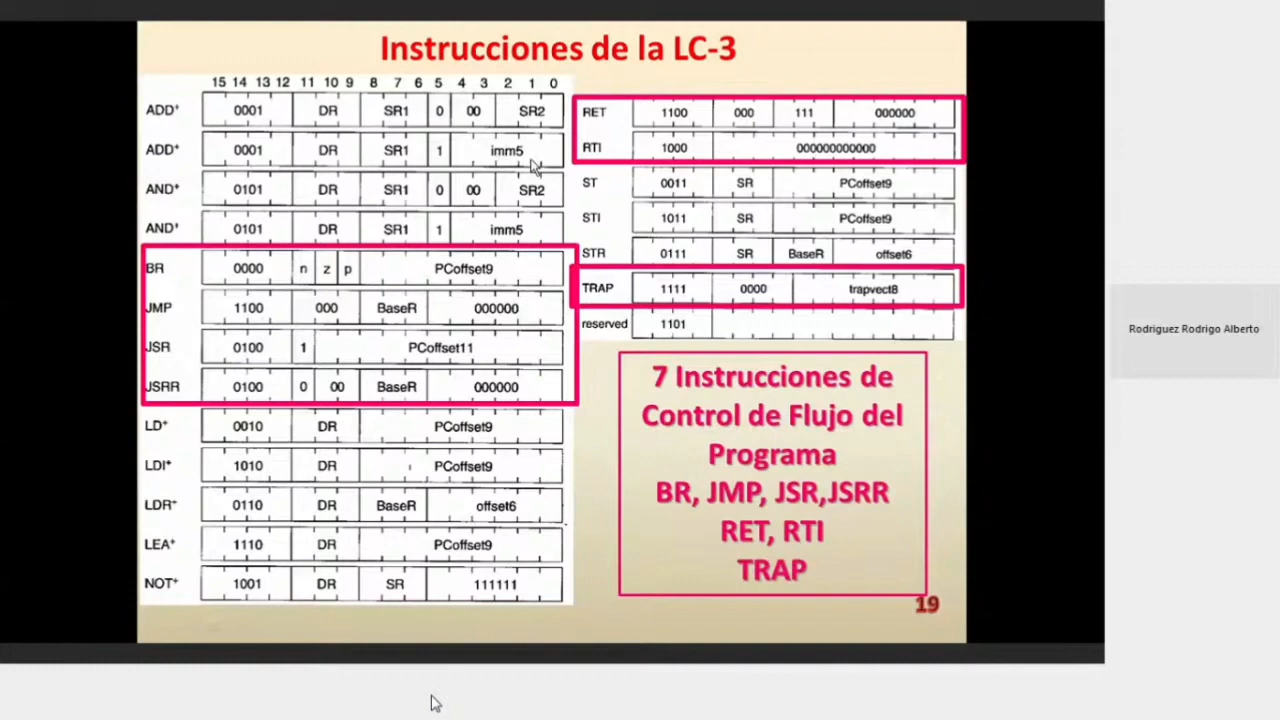 Instrucciones de la LC-3
15 14 13 12 11 10 9 8 7 6 5 4 3 2 1 0
ADD+ 0001 DR SR1 0 00 SR2
ADD+ 0001 DR SR1 1 imm5
AND+ 0101 DR SR1 0 00 SR2
AND+ 0101 DR SR1 1 imm5
BR 0000 n z p PCoffset9
JMP 1100 000 BaseR 000000
JSR 0100 1 PCoffset11
JSRR 0100 0 00 BaseR 000000
LD+ 0010 DR PCoffset9
LDI+ 1010 DR PCoffset9
LDR+ 0110 DR BaseR offset6
LEA+ 1110 DR PCoffset9
NOT+ 1001 DR SR 111111
RET 1100 000 111 000000
RTI 1000 000000000000
ST 0011 SR PCoffset9
STI 1011 SR PCoffset9
STR 0111 SR BaseR offset6
TRAP 1111 0000 trapvect8
reserved 1101
7 Instrucciones de
Control de Flujo del
Programa
BR, JMP, JSR,JSRR
RET, RTI
TRAP
19
Rodriguez Rodrigo Alberto